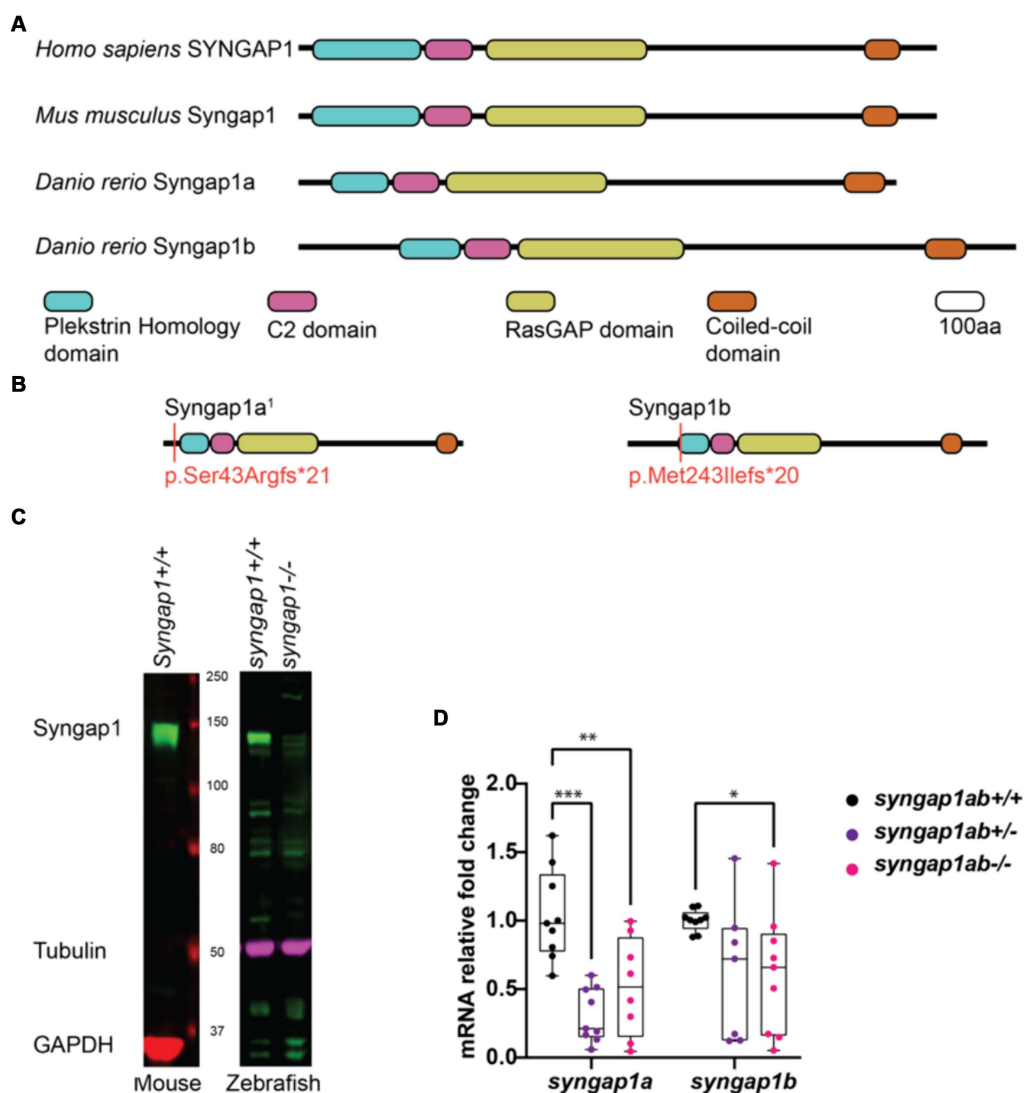 A
Homo sapiens SYNGAP1
Mus musculus Syngap1
Danio rerio Syngap1a
Danio rerio Syngap1b
Plekstrin Homology
domain
C2 domain
RasGAP domain
Coiled-coil
domain
100aa
B
Syngap1a¹
p.Ser43Argfs*21
Syngap1b
p.Met243Ilefs*20
C
Syngap1+/+
syngap1+/+
syngap1-/-
250
150
100
80
50
37
Syngap1
Tubulin
GAPDH
Mouse
Zebrafish
D
mRNA relative fold change
2.0
1.5
1.0
0.5
0.0
**
***
*
syngap1a
syngap1b
syngap1ab+/+
syngap1ab+/-
syngap1ab-/-